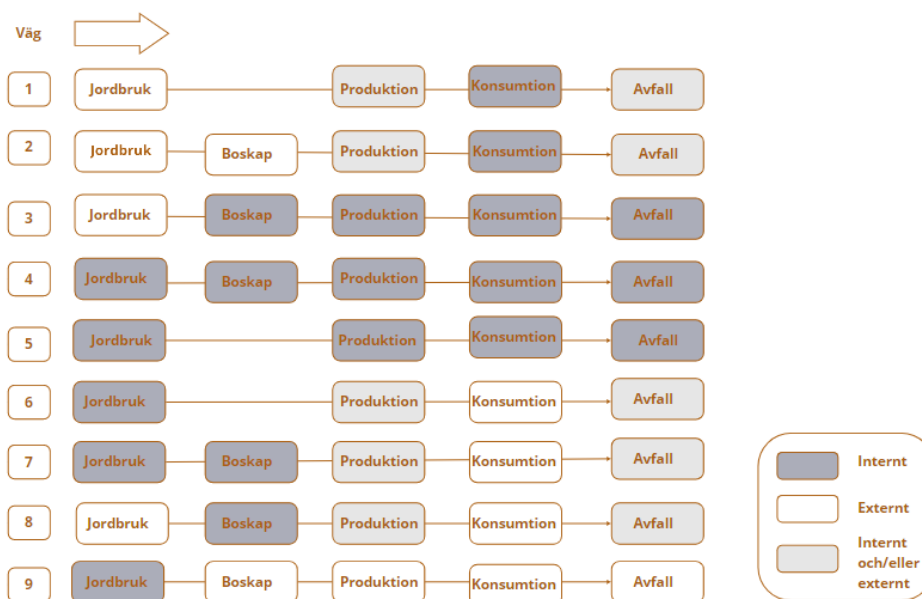 Väg
1 Jordbruk Produktion Konsumtion Avfall
2 Jordbruk Boskap Produktion Konsumtion Avfall
3 Jordbruk Boskap Produktion Konsumtion Avfall
4 Jordbruk Boskap Produktion Konsumtion Avfall
5 Jordbruk Produktion Konsumtion Avfall
6 Jordbruk Produktion Konsumtion Avfall
7 Jordbruk Boskap Produktion Konsumtion Avfall
8 Jordbruk Boskap Produktion Konsumtion Avfall
9 Jordbruk Boskap Produktion Konsumtion Avfall
Internt
Externt
Internt
och/eller
externt